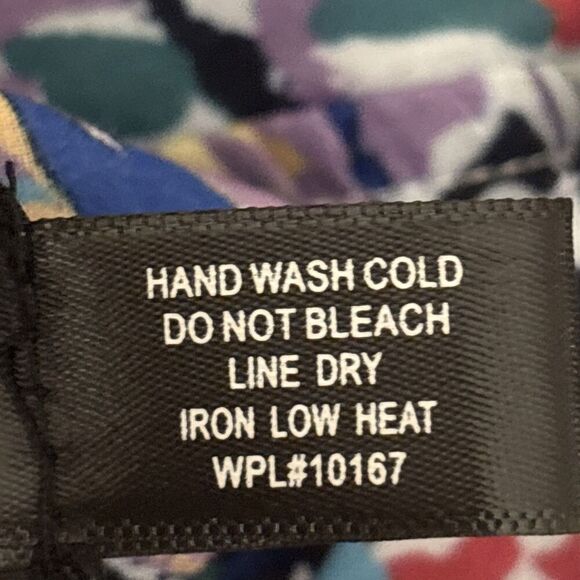 HAND WASH COLD
DO NOT BLEACH
LINE DRY
IRON LOW HEAT
WPL#10167